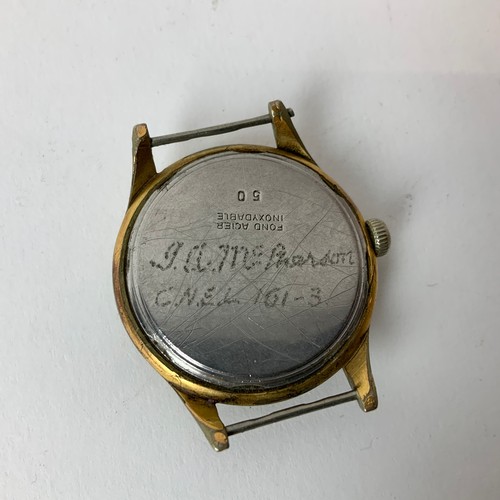 FOND ACIER
INOXYDABLE
50
J.A. McPherson
C.N.E.L. 161-3